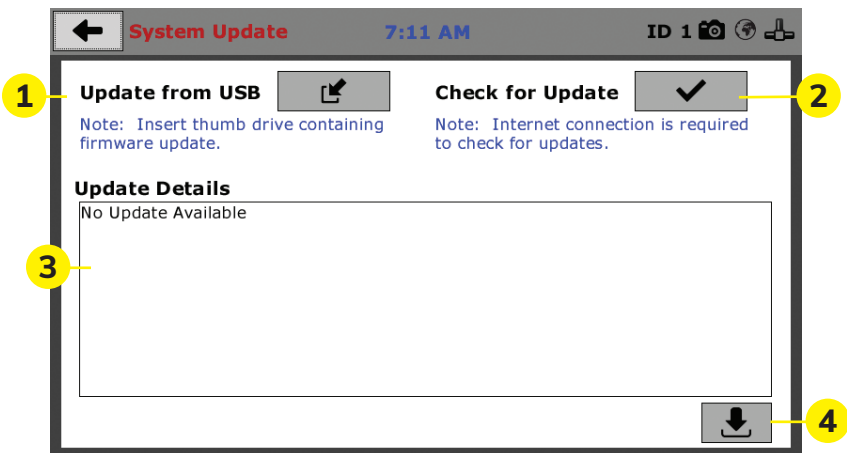 System Update
7:11 AM
ID 1
1
Update from USB
Check for Update
2
Note: Insert thumb drive containing
firmware update.
Note: Internet connection is required
to check for updates.
Update Details
No Update Available
3
4